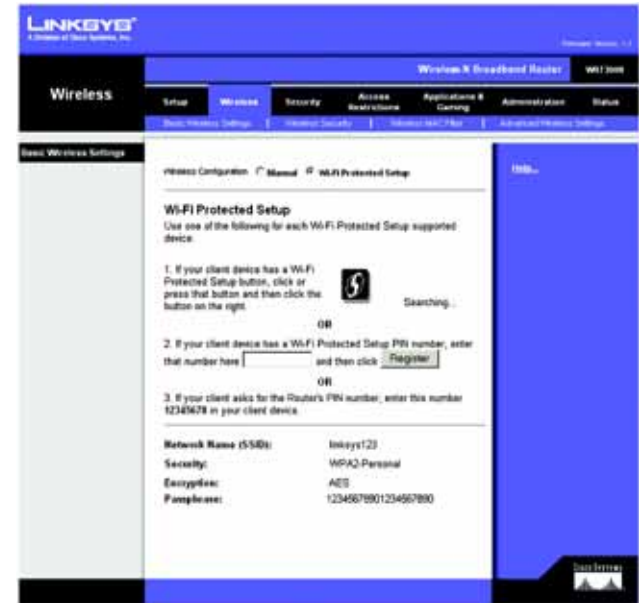 LINKSYS®
A Division of Cisco Systems, Inc.
Wireless-N Broadband Router
Wireless
Setup
Wireless
Security
Access Restrictions
Applications & Gaming
Administration
Status
Basic Wireless Settings
Wireless Security
Wireless MAC Filter
Advanced Wireless Settings
Basic Wireless Settings
Help...
Wireless Configuration Manual Wi-Fi Protected Setup
Wi-Fi Protected Setup
Use one of the following for each Wi-Fi Protected Setup supported
device.
1. If your client device has a Wi-Fi
Protected Setup button, click or
press that button and then click the
button on the right.
Searching...
OR
2. If your client device has a Wi-Fi Protected Setup PIN number, enter
that number here and then click Register
OR
3. If your client asks for the Router's PIN number, enter this number
12345678 in your client device.
Network Name (SSID): linksys123
Security: WPA2-Personal
Encryption: AES
Passphrase: 12345678901234567890
Cisco Systems